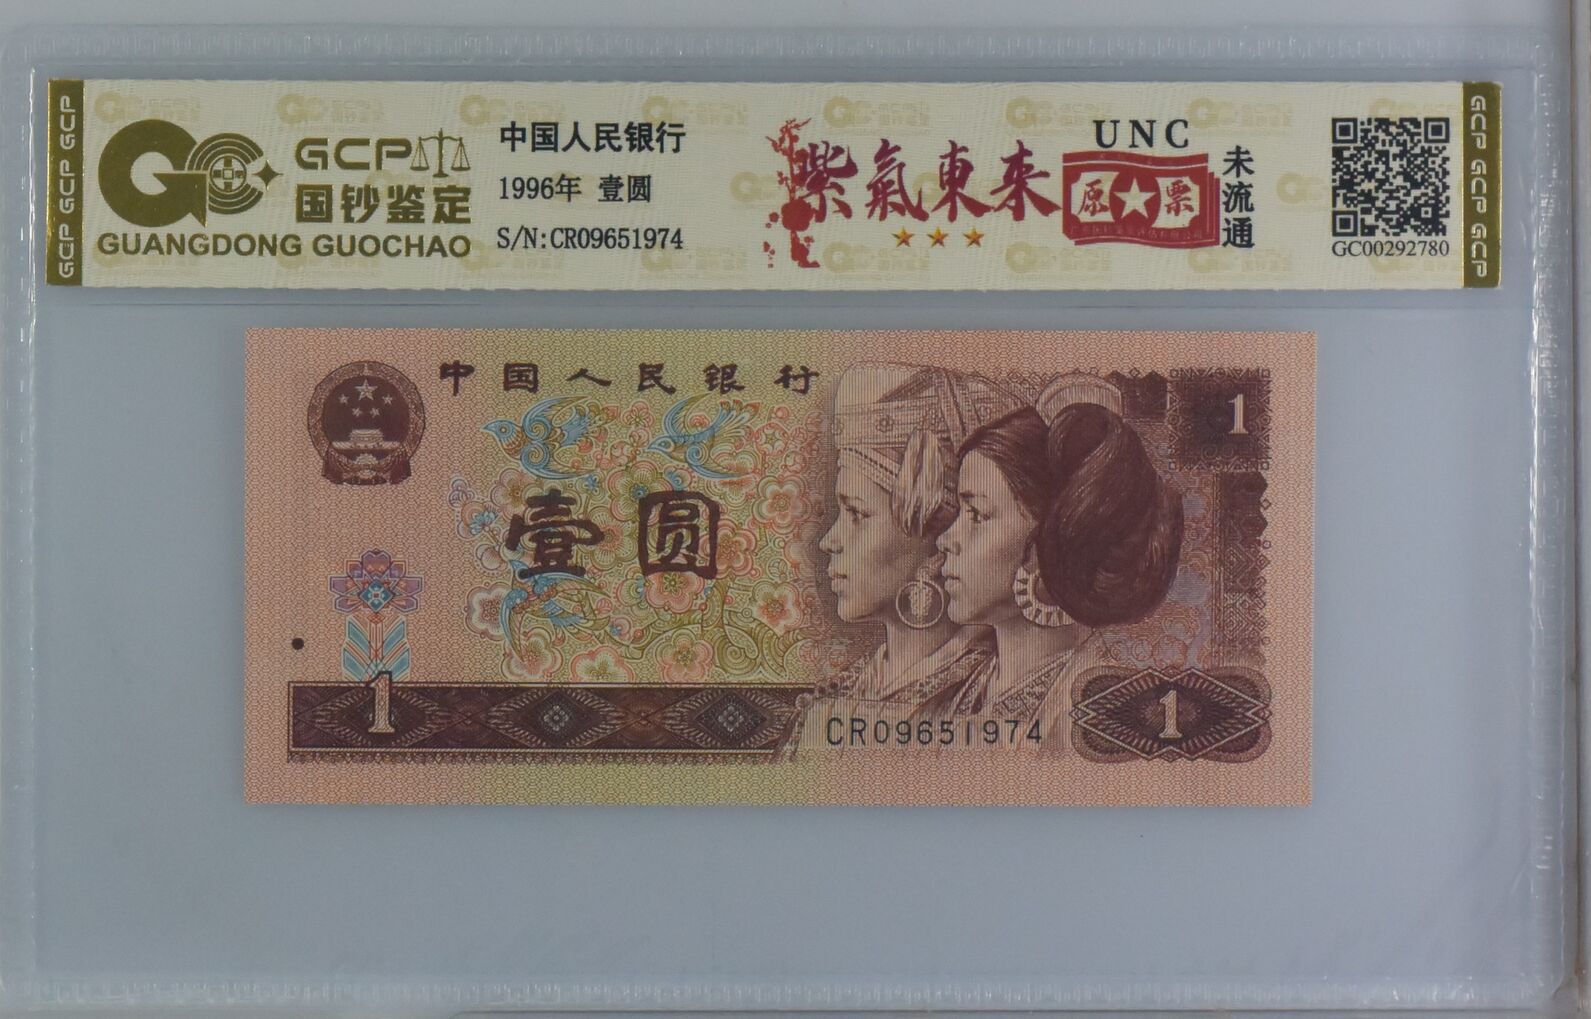 GCP GCP GCP
GCP
国钞鉴定
GUANGDONG GUOCHAO
中国人民银行
1996年 壹圆
S/N:CR09651974
紫氣東来
UNC
原★票
未流通
GC00292780
GCP GCP GCP
中国人民银行
1
壹圆
1
CR09651974
1